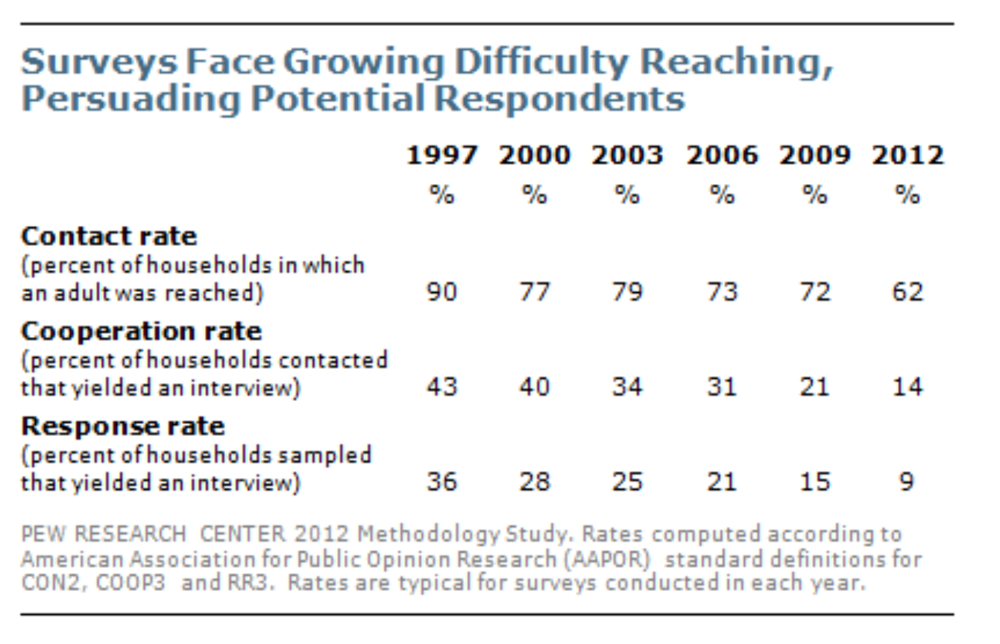 Surveys Face Growing Difficulty Reaching,
Persuading Potential Respondents
1997 2000 2003 2006 2009 2012
% % % % % %
Contact rate
(percent of households in which
an adult was reached) 90 77 79 73 72 62
Cooperation rate
(percent of households contacted
that yielded an interview) 43 40 34 31 21 14
Response rate
(percent of households sampled
that yielded an interview) 36 28 25 21 15 9
PEW RESEARCH CENTER 2012 Methodology Study. Rates computed according to
American Association for Public Opinion Research (AAPOR) standard definitions for
CON2, COOP3 and RR3. Rates are typical for surveys conducted in each year.